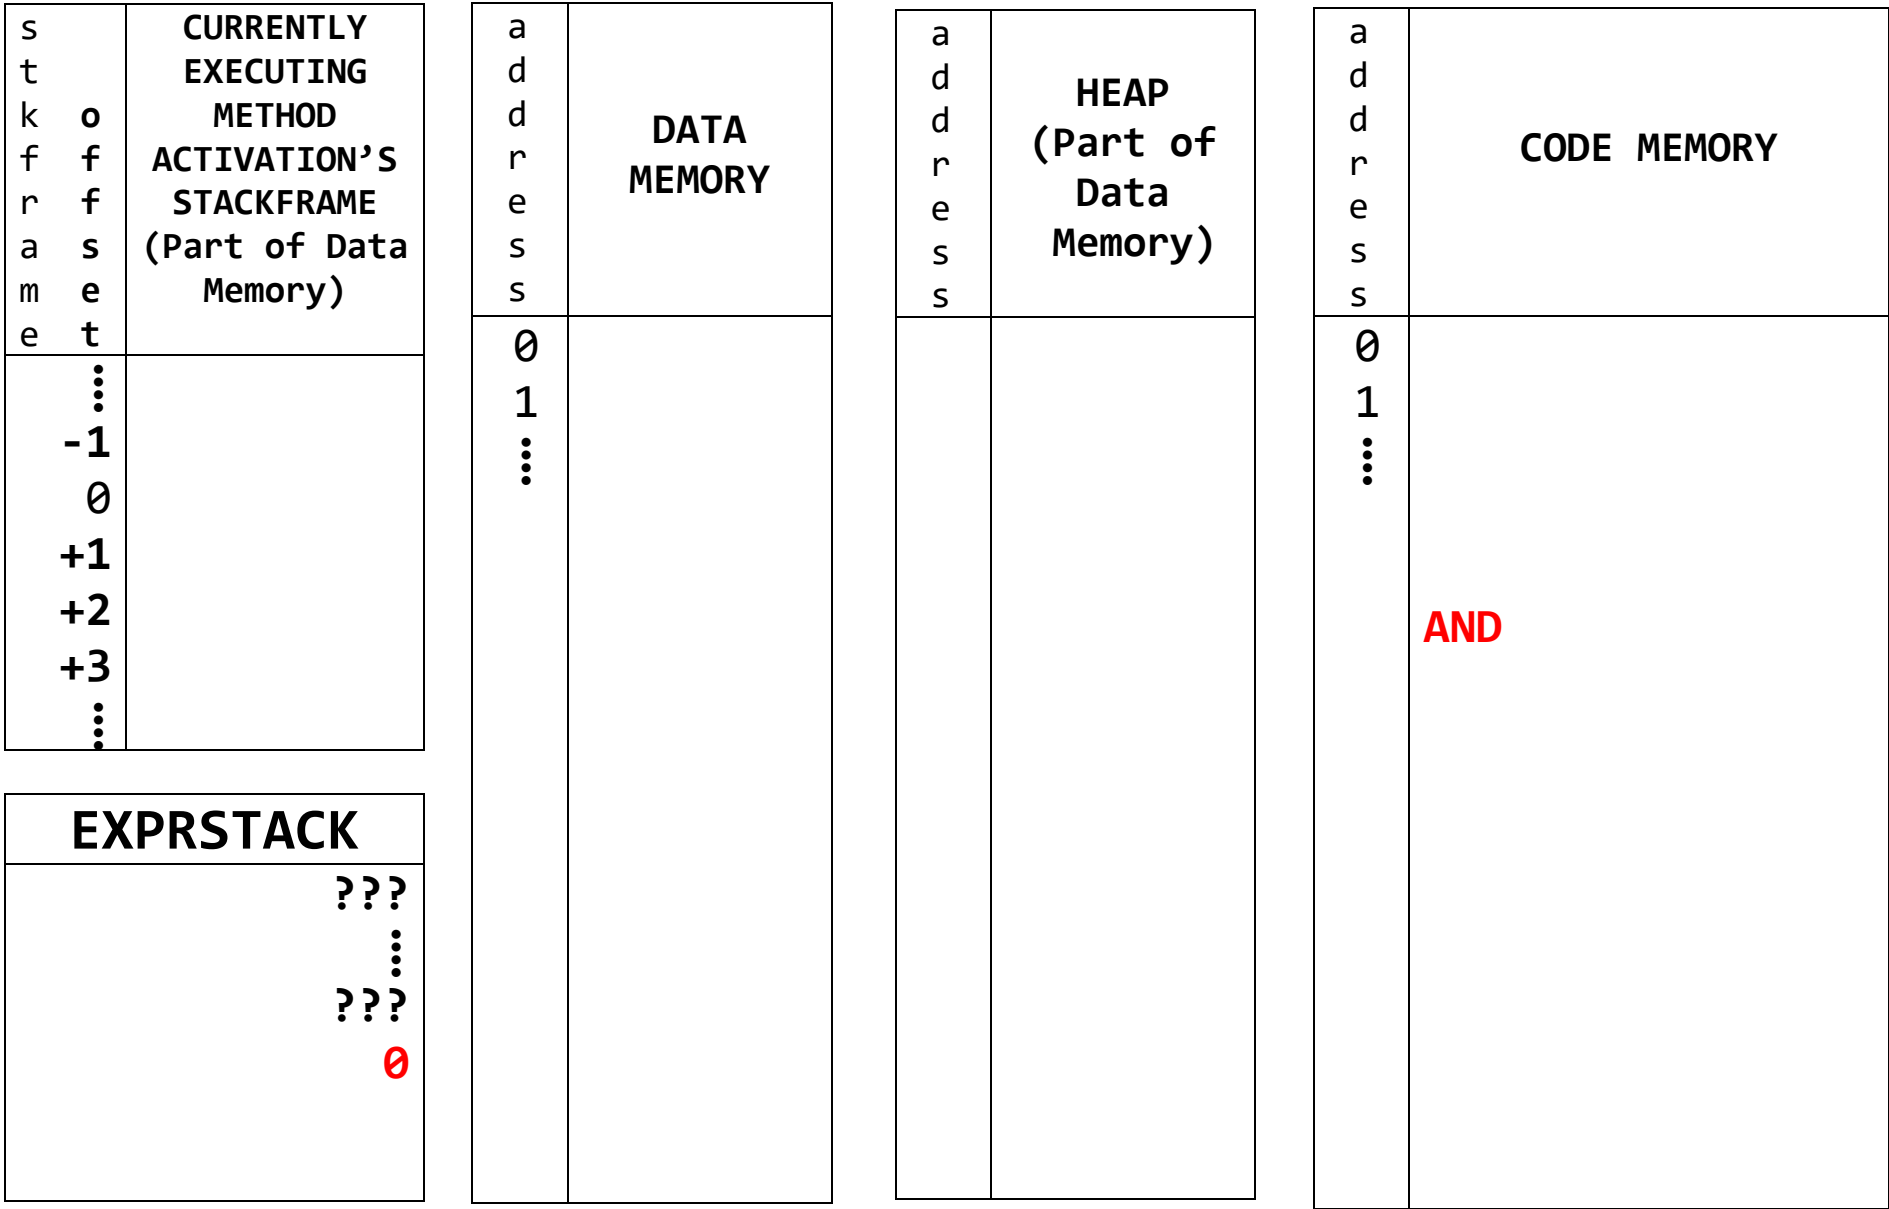 stkframe
offset
CURRENTLY
EXECUTING
METHOD
ACTIVATION’S
STACKFRAME
(Part of Data
Memory)
⋮
-1
0
+1
+2
+3
⋮
EXPRSTACK
???
⋮
???
0
address
DATA
MEMORY
0
1
⋮
address
HEAP
(Part of
Data
Memory)
address
CODE MEMORY
0
1
⋮
AND